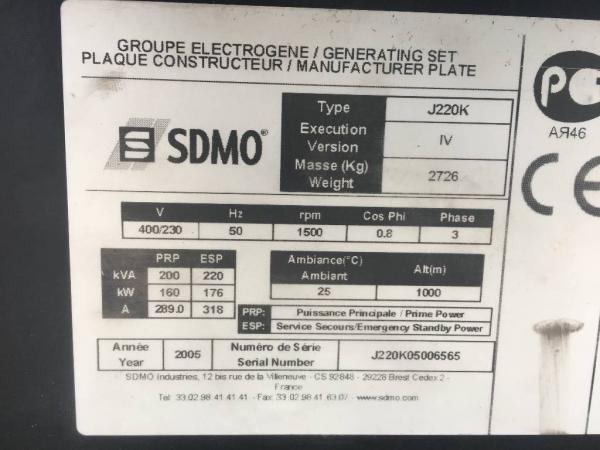 GROUPE ELECTROGENE / GENERATING SET
PLAQUE CONSTRUCTEUR / MANUFACTURER PLATE
SDMO®
Type J220K
Execution Version IV
Masse (Kg) Weight 2726
V Hz rpm Cos Phi Phase
400/230 50 1500 0.8 3
PRP ESP
kVA 200 220
kW 160 176
A 289.0 318
Ambiance(°C) Ambiant Alt(m)
25 1000
PRP: Puissance Principale / Prime Power
ESP: Service Secours/Emergency Standby Power
Année Year 2005 Numéro de Série Serial Number J220K05006565
SDMO Industries, 12 bis rue de la Villeneuve - CS 92848 - 29228 Brest Cedex 2 -
France
Tel: 33.02.98 41 41 41 - Fax: 33.02.98 41 63 07 - www.sdmo.com
АЯ46
CE